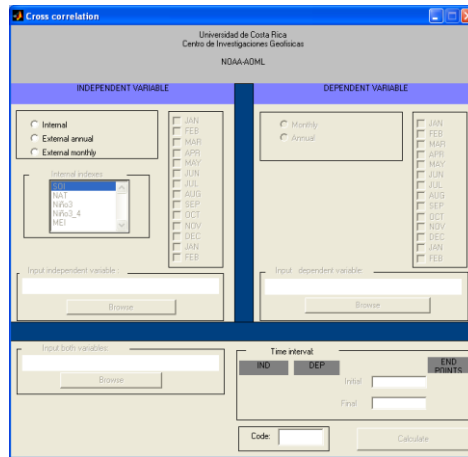 Cross correlation
Universidad de Costa Rica
Centro de Investigaciones Geofísicas
NOAA-AOML
INDEPENDENT VARIABLE
Internal
External annual
External monthly
Internal indexes
SOI
NAT
Niño3
Niño3_4
MEI
JAN
FEB
MAR
APR
MAY
JUN
JUL
AUG
SEP
OCT
NOV
DEC
JAN
FEB
Input independent variable :
Browse
DEPENDENT VARIABLE
Monthly
Annual
JAN
FEB
MAR
APR
MAY
JUN
JUL
AUG
SEP
OCT
NOV
DEC
JAN
FEB
Input dependent variable
Browse
Input both variables:
Browse
Time interval:
IND DEP
END
POINTS
Initial
Final
Code:
Calculate